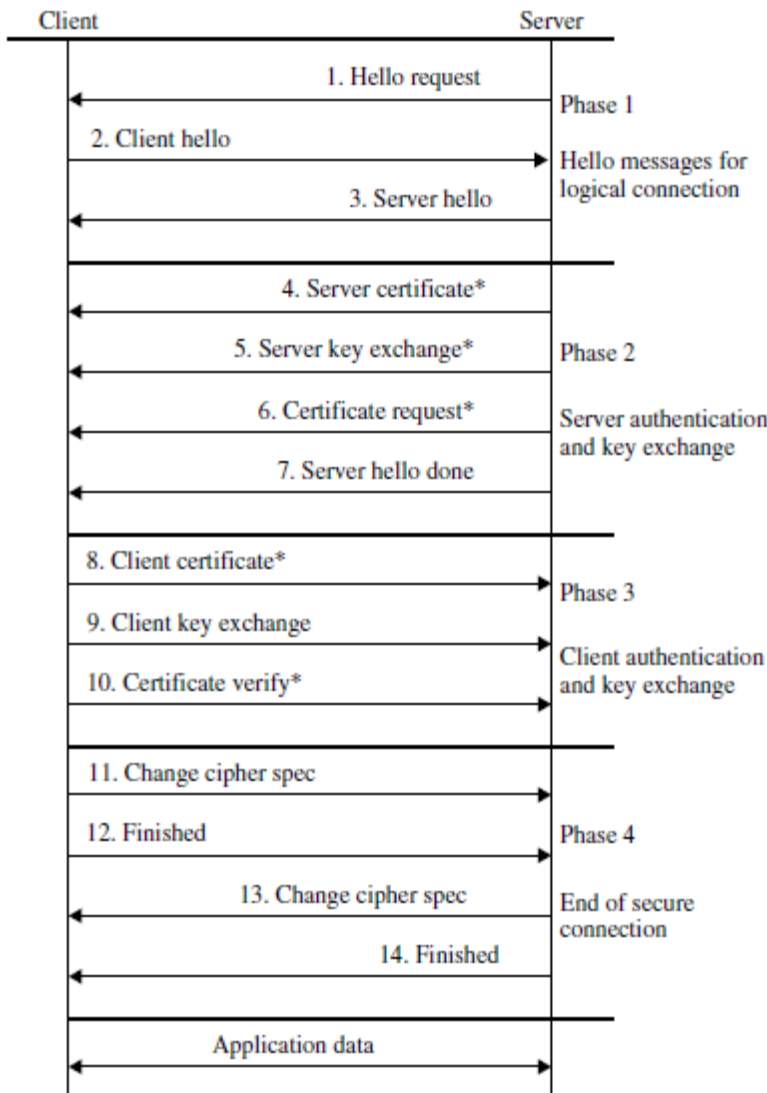 Client
Server
1. Hello request
Phase 1
2. Client hello
Hello messages for
logical connection
3. Server hello
4. Server certificate*
5. Server key exchange*
Phase 2
6. Certificate request*
Server authentication
and key exchange
7. Server hello done
8. Client certificate*
Phase 3
9. Client key exchange
Client authentication
and key exchange
10. Certificate verify*
11. Change cipher spec
12. Finished
Phase 4
13. Change cipher spec
End of secure
connection
14. Finished
Application data